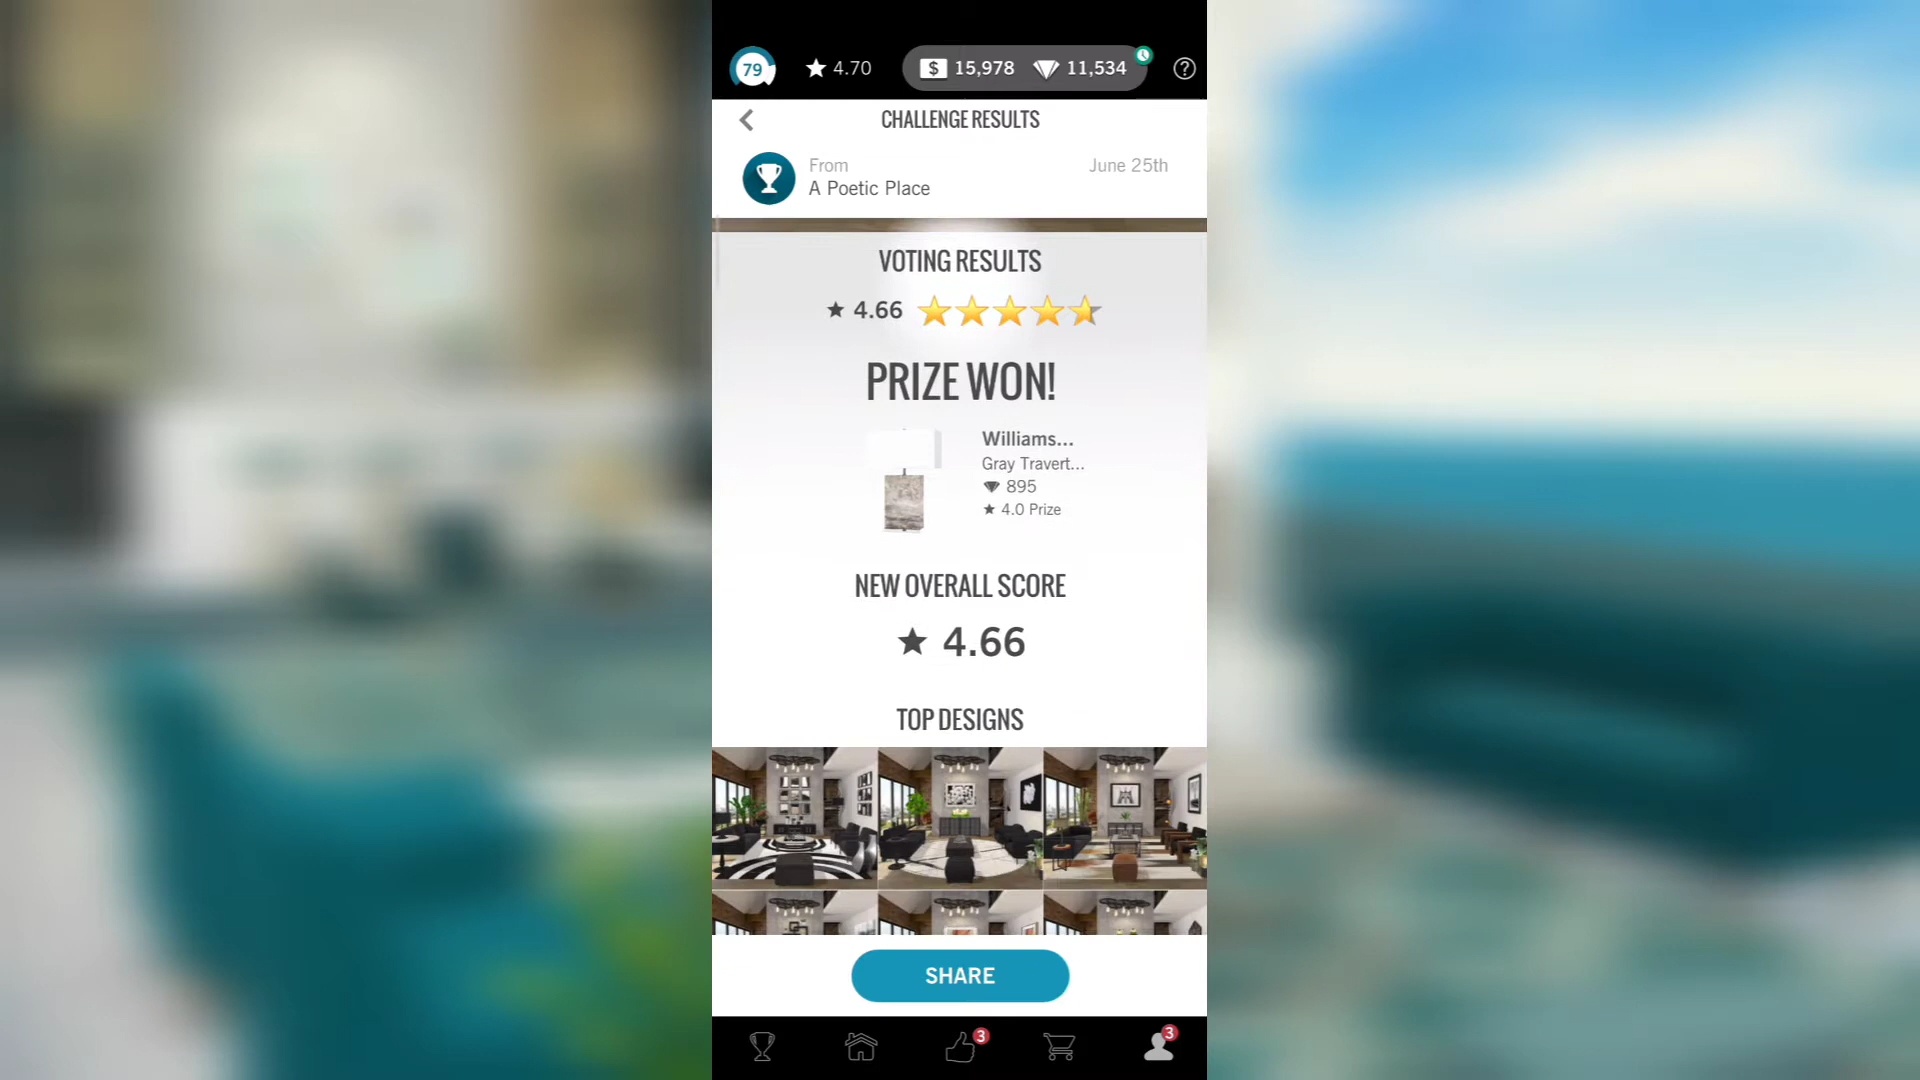 79 4.70 $ 15,978 11,534 ?
CHALLENGE RESULTS
From June 25th
A Poetic Place
VOTING RESULTS
4.66
PRIZE WON!
Williams...
Gray Travert...
895
4.0 Prize
NEW OVERALL SCORE
4.66
TOP DESIGNS
SHARE
3 3